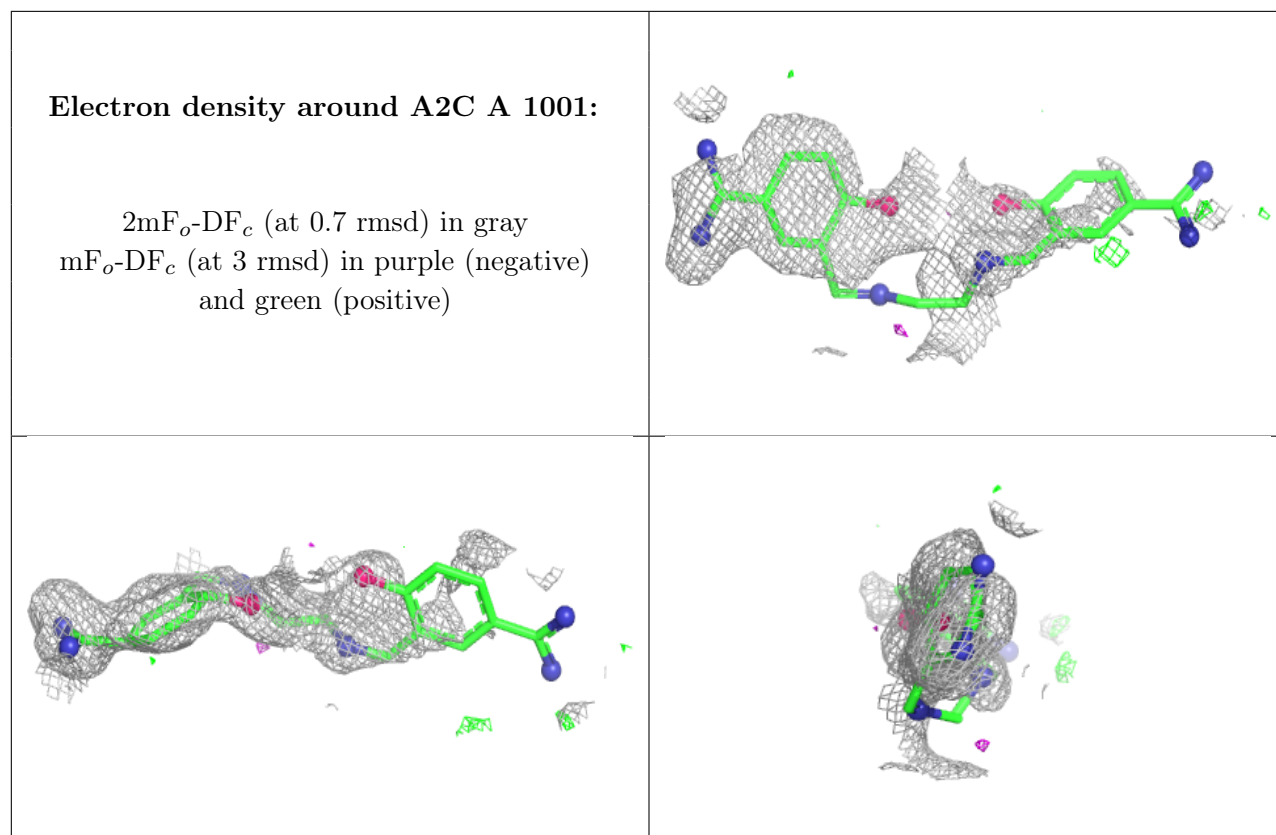 Electron density around A2C A 1001:
2mFo-DFc (at 0.7 rmsd) in gray
mFo-DFc (at 3 rmsd) in purple (negative)
and green (positive)